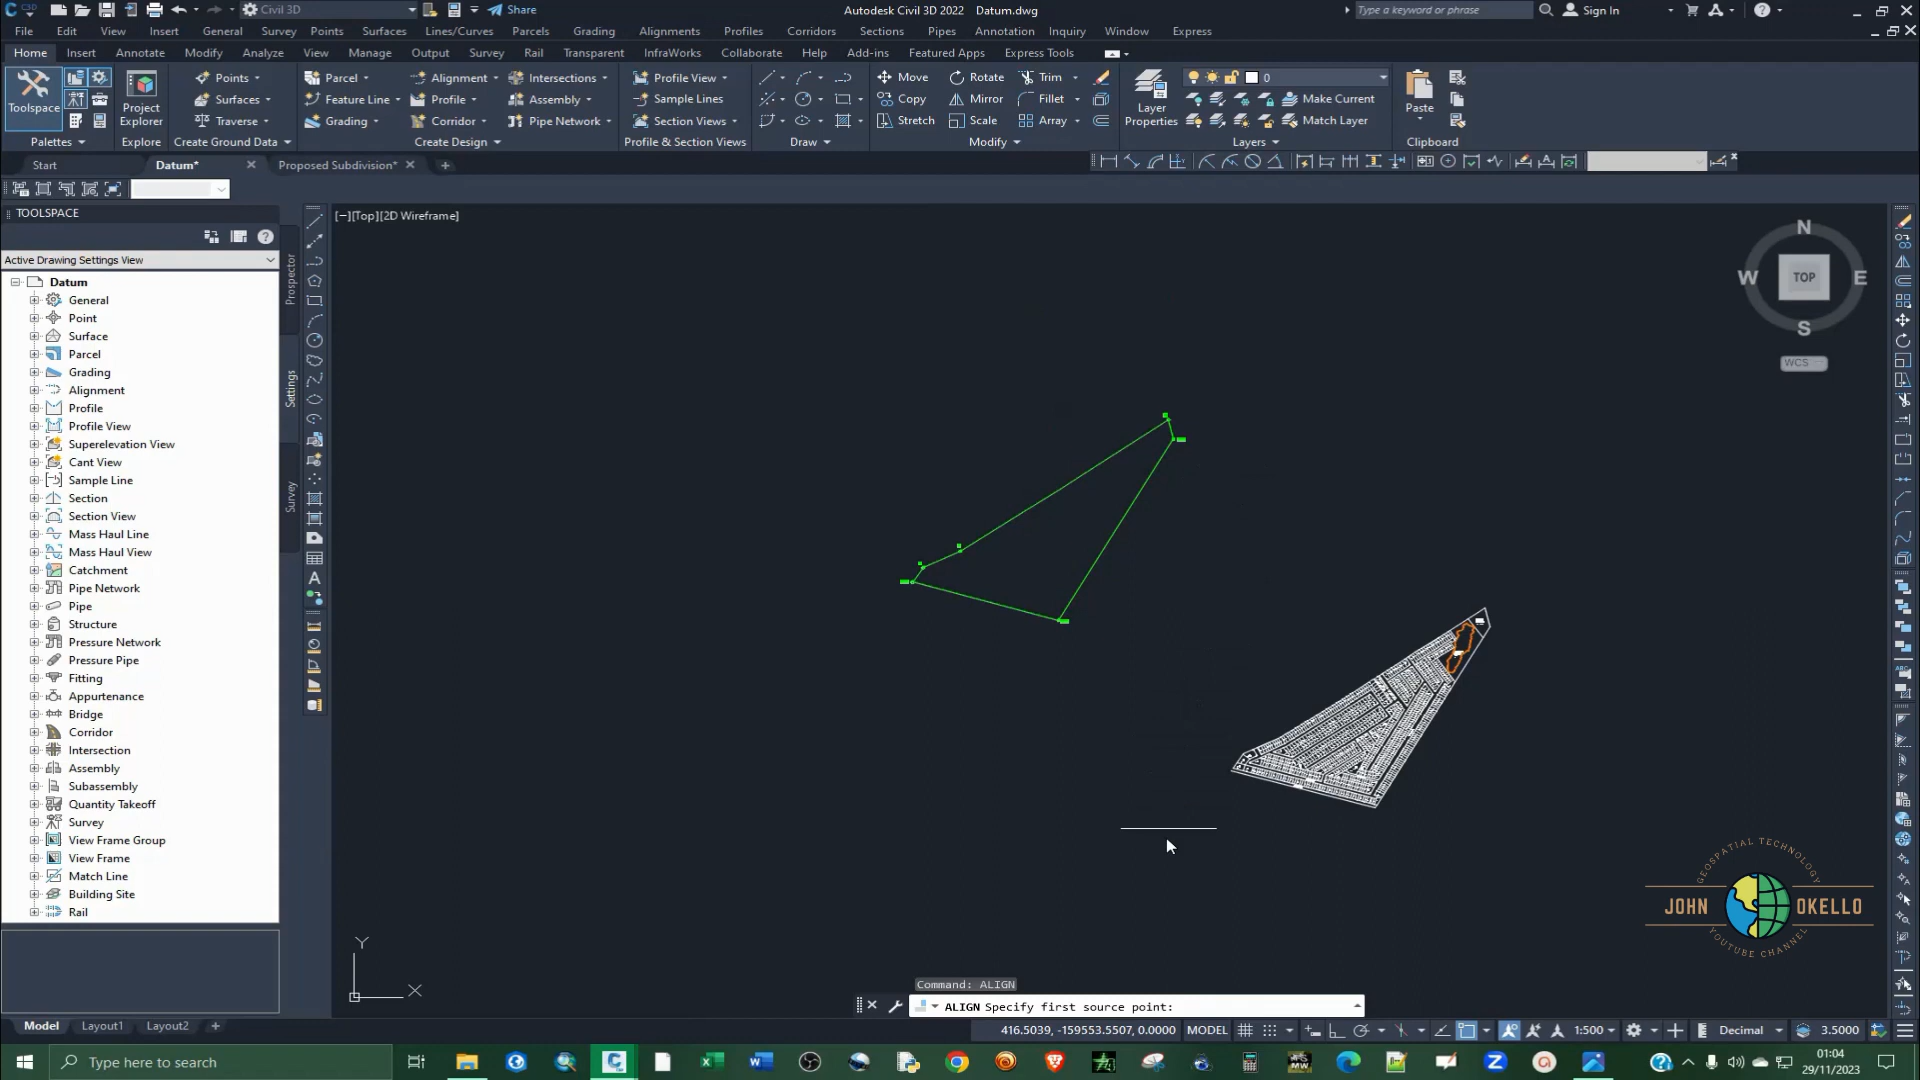 C 3D
Civil 3D
Share
Autodesk Civil 3D 2022 Datum.dwg
Type a keyword or phrase
Sign In
File Edit View Insert General Survey Points Surfaces Lines/Curves Parcels Grading Alignments Profiles Corridors Sections Pipes Annotation Inquiry Window Express
Home Insert Annotate Modify Analyze View Manage Output Survey Rail Transparent InfraWorks Collaborate Help Add-ins Featured Apps Express Tools
Points Parcel Alignment Intersections Profile View Move Rotate Trim 0
Toolspace Project Explorer Surfaces Feature Line Profile Assembly Sample Lines Copy Mirror Fillet Layer Properties Make Current Paste
Traverse Grading Corridor Pipe Network Section Views Stretch Scale Array Match Layer
Palettes Explore Create Ground Data Create Design Profile & Section Views Draw Modify Layers Clipboard
Start Datum* Proposed Subdivision*
TOOLSPACE
Active Drawing Settings View
Datum
General
Point
Surface
Parcel
Grading
Alignment
Profile
Profile View
Superelevation View
Cant View
Sample Line
Section
Section View
Mass Haul Line
Mass Haul View
Catchment
Pipe Network
Pipe
Structure
Pressure Network
Pressure Pipe
Fitting
Appurtenance
Bridge
Corridor
Intersection
Assembly
Subassembly
Quantity Takeoff
Survey
View Frame Group
View Frame
Match Line
Building Site
Rail
Prospector
Settings
Survey
[−][Top][2D Wireframe]
N
W TOP E
S
WCS
GEOSPATIAL TECHNOLOGY
JOHN OKELLO
YOUTUBE CHANNEL
Y
X
Command: ALIGN
ALIGN Specify first source point:
Model Layout1 Layout2
416.5039, -159553.5507, 0.0000 MODEL 1:500 Decimal 3.5000
Type here to search
01:04
29/11/2023